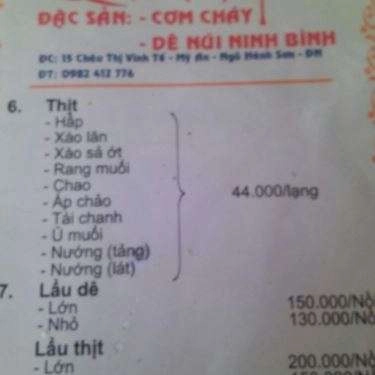 ĐẶC SẢN: - CƠM CHÁY
- DÊ NÚI NINH BÌNH
ĐC: 15 Châu Thị Vĩnh Tế - Mỹ An - Ngũ Hành Sơn - ĐN
ĐT: 0982 412 776
6. Thịt
- Hấp
- Xáo lăn
- Xáo sả ớt
- Rang muối
- Chao
- Áp chảo
- Tái chanh
- Ủ muối
- Nướng (tảng)
- Nướng (lát)
44.000/lạng
7. Lẩu dê
- Lớn 150.000/Nồ
- Nhỏ 130.000/Nồ
Lẩu thịt
- Lớn 200.000/Nồ